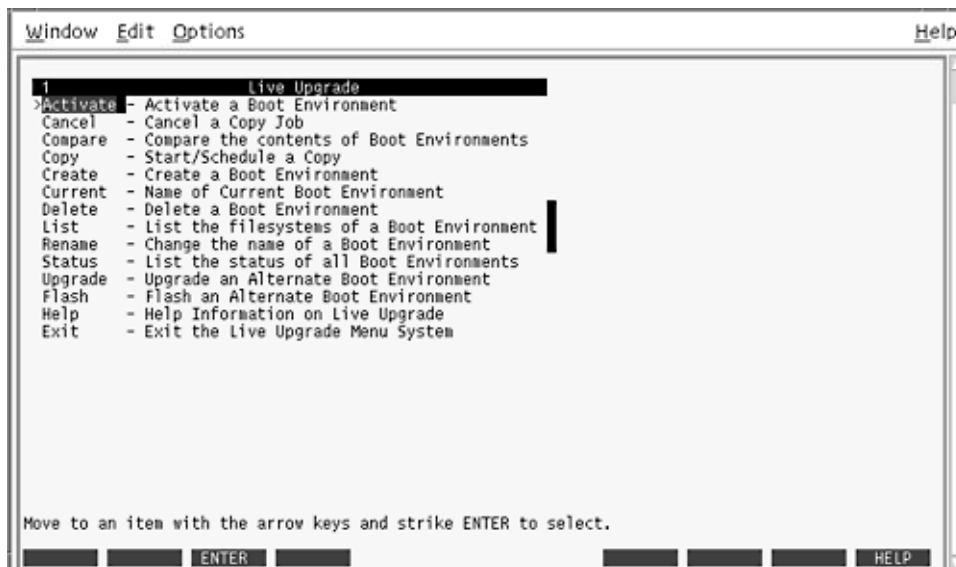 Window Edit Options Help
1 Live Upgrade
>Activate - Activate a Boot Environment
Cancel - Cancel a Copy Job
Compare - Compare the contents of Boot Environments
Copy - Start/Schedule a Copy
Create - Create a Boot Environment
Current - Name of Current Boot Environment
Delete - Delete a Boot Environment
List - List the filesystems of a Boot Environment
Rename - Change the name of a Boot Environment
Status - List the status of all Boot Environments
Upgrade - Upgrade an Alternate Boot Environment
Flash - Flash an Alternate Boot Environment
Help - Help Information on Live Upgrade
Exit - Exit the Live Upgrade Menu System
Move to an item with the arrow keys and strike ENTER to select.
ENTER HELP